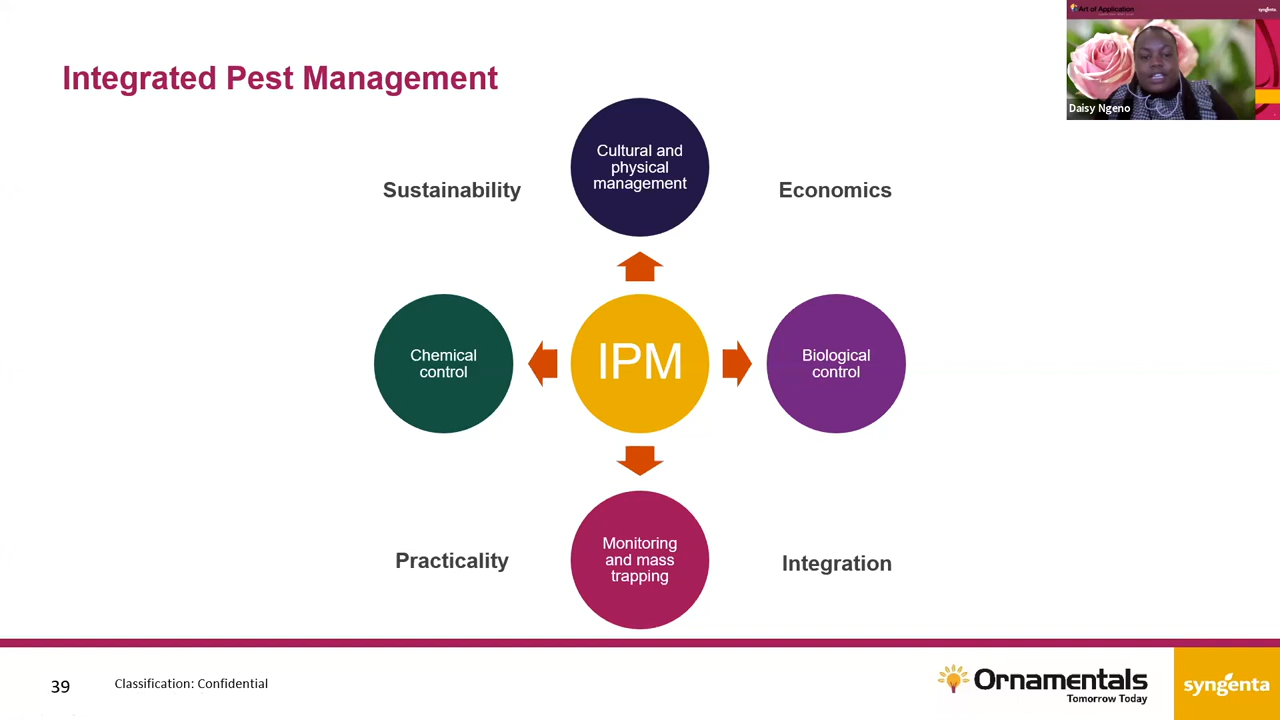 Integrated Pest Management
Art of Application
syngenta
Daisy Ngeno
Cultural and
physical
management
Sustainability
Economics
Chemical
control
IPM
Biological
control
Monitoring
and mass
trapping
Practicality
Integration
39
Classification: Confidential
Ornamentals
Tomorrow Today
syngenta